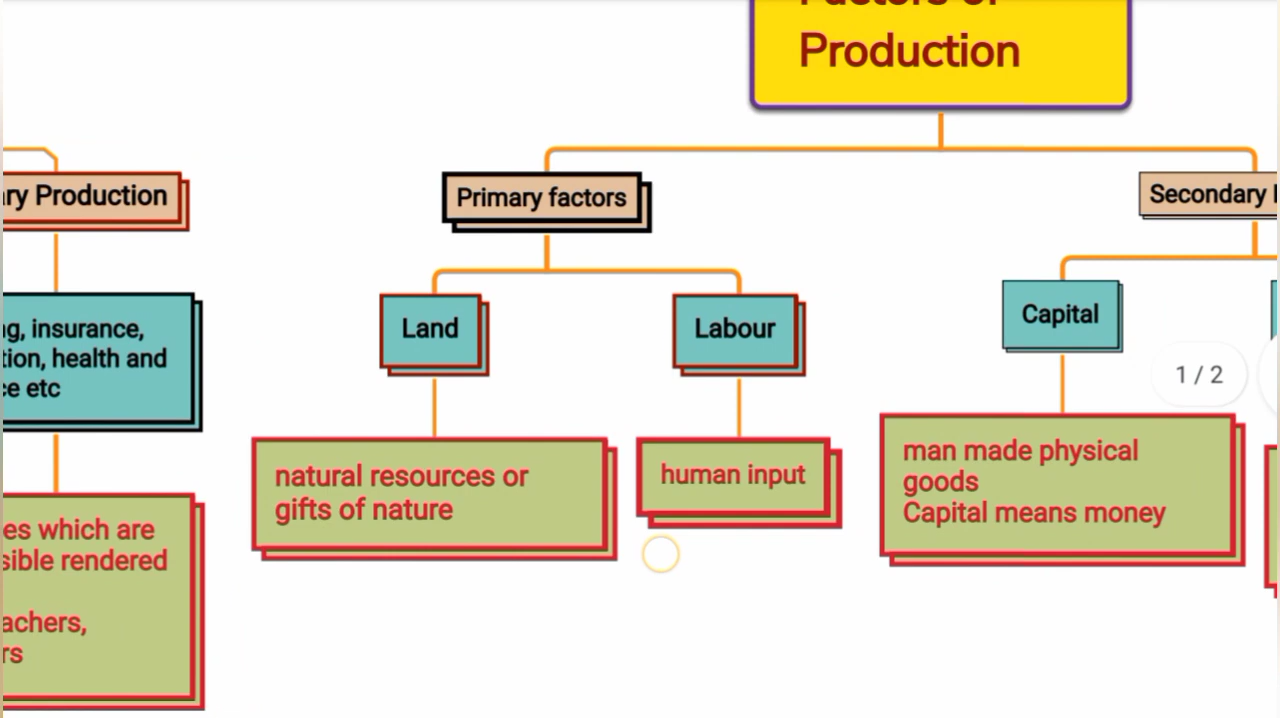 Factors of
Production
ry Production
Primary factors
Secondary
g, insurance,
tion, health and
ce etc
Land
Labour
Capital
1 / 2
natural resources or
gifts of nature
human input
man made physical
goods
Capital means money
es which are
sible rendered
achers,
rs